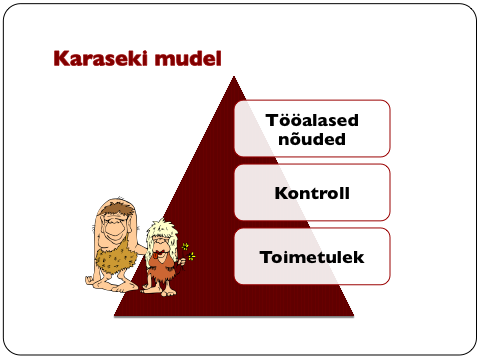 Karaseki mudel
Tööalased
nõuded
Kontroll
Toimetulek